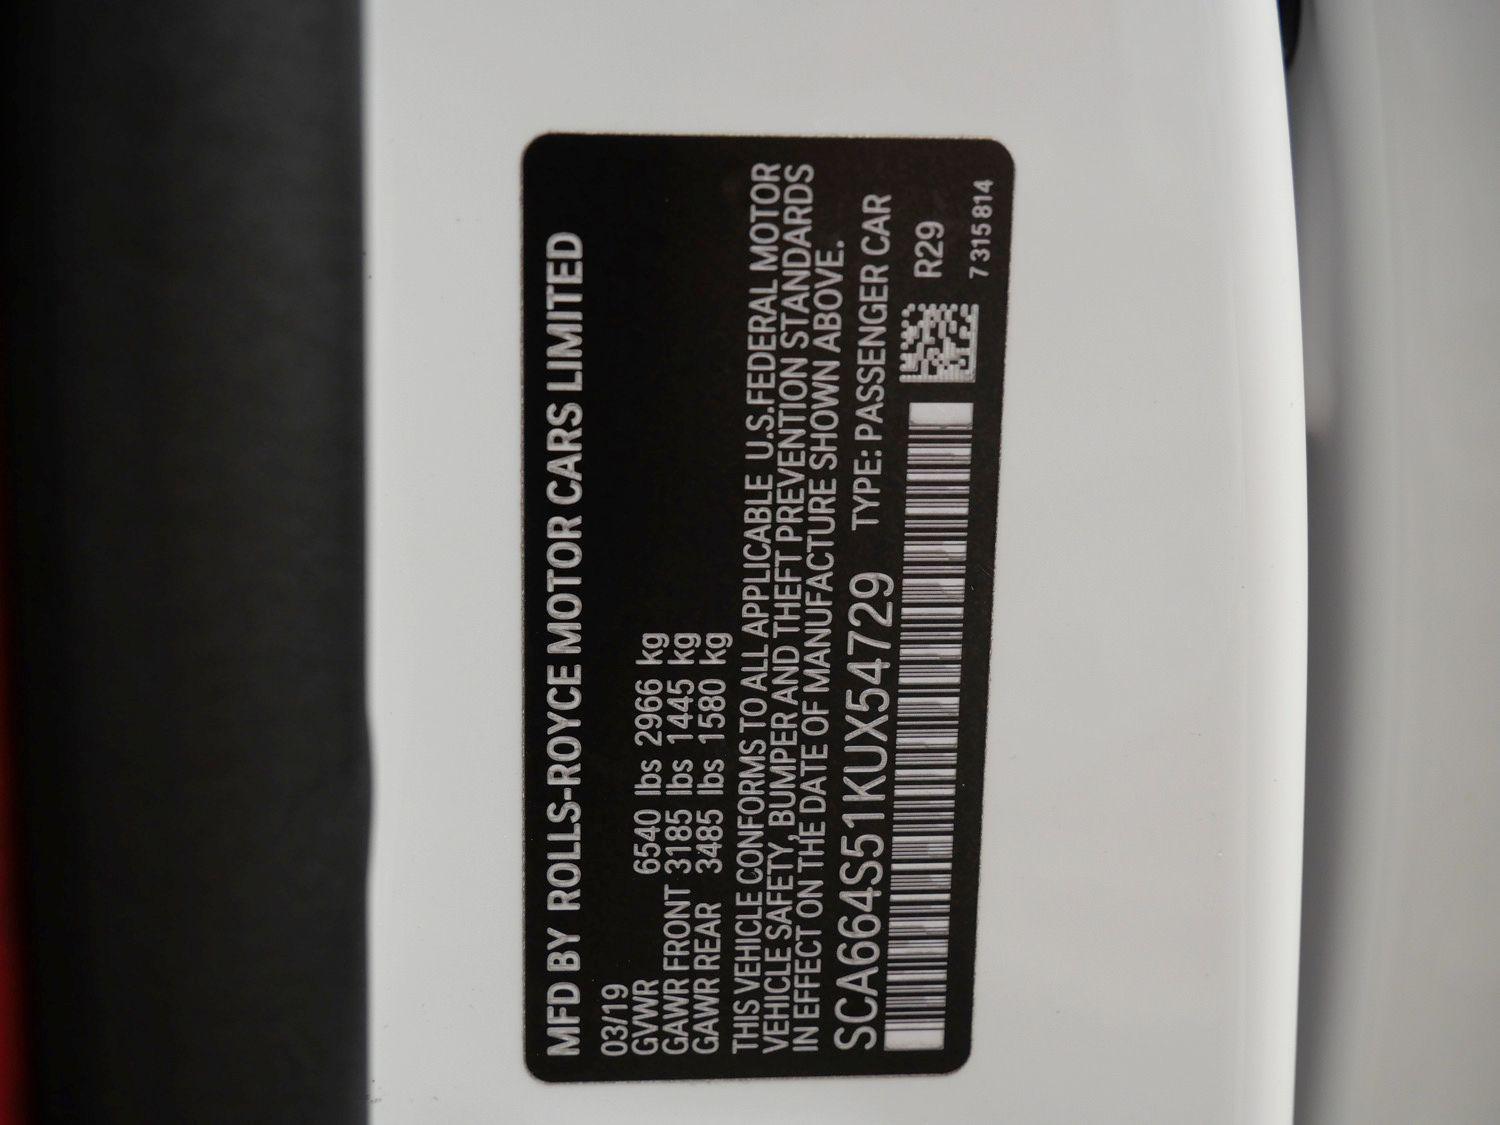 MFD BY ROLLS-ROYCE MOTOR CARS LIMITED
03/19
GVWR 6540 lbs 2966 kg
GAWR FRONT 3185 lbs 1445 kg
GAWR REAR 3485 lbs 1580 kg
THIS VEHICLE CONFORMS TO ALL APPLICABLE U.S.FEDERAL MOTOR
VEHICLE SAFETY, BUMPER AND THEFT PREVENTION STANDARDS
IN EFFECT ON THE DATE OF MANUFACTURE SHOWN ABOVE.
SCA664S51KUX54729 TYPE: PASSENGER CAR
R29
7 315 814